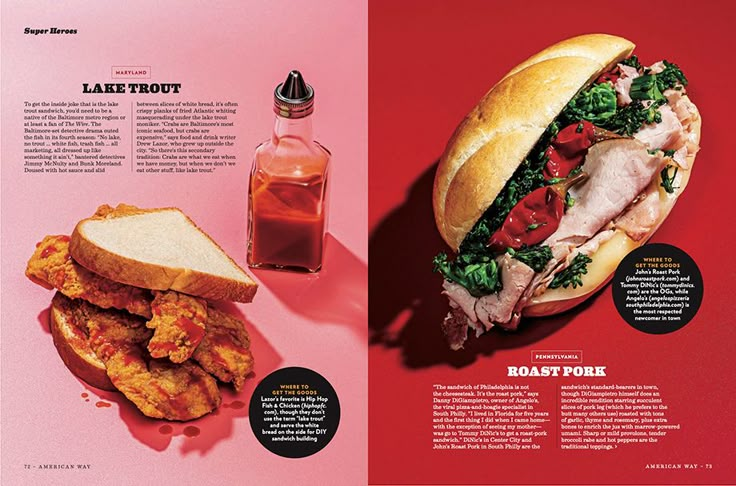 Super Heroes
MARYLAND
LAKE TROUT
To get the inside joke that is the lake
trout sandwich, you'd need to be a
native of the Baltimore metro region or
at least a fan of The Wire. The
Baltimore-set detective drama outed
the fish in its fourth season: "No lake,
no trout ... white fish, trash fish ... all
marketing, all dressed up like
something it ain't," bantered detectives
Jimmy McNulty and Bunk Moreland.
Doused with hot sauce and slid
between slices of white bread, it's often
crispy planks of fried Atlantic whiting
masquerading under the lake trout
moniker. "Crabs are Baltimore's most
iconic seafood, but crabs are
expensive," says food and drink writer
Drew Lazor, who grew up outside the
city. "So there's this secondary
tradition: Crabs are what we eat when
we have money, but when we don't we
eat other stuff, like lake trout."
WHERE TO
GET THE GOODS
Lazor's favorite is Hip Hop
Fish & Chicken (hiphopfc.
com), though they don't
use the term "lake trout"
and serve the white
bread on the side for DIY
sandwich building
72 – AMERICAN WAY
WHERE TO
GET THE GOODS
John's Roast Pork
(johnsroastpork.com) and
Tommy DiNic's (tommydinics.
com) are the OGs, while
Angelo's (angelospizzeria
southphiladelphia.com) is
the most respected
newcomer in town
PENNSYLVANIA
ROAST PORK
"The sandwich of Philadelphia is not
the cheesesteak. It's the roast pork," says
Danny DiGiampietro, owner of Angelo's,
the viral pizza-and-hoagie specialist in
South Philly. "I lived in Florida for five years
and the first thing I did when I came home—
with the exception of seeing my mother—
was go to Tommy DiNic's to get a roast-pork
sandwich." DiNic's in Center City and
John's Roast Pork in South Philly are the
sandwich's standard-bearers in town,
though DiGiampietro himself does an
incredible rendition starring succulent
slices of pork leg (which he prefers to the
butt many others use) roasted with tons
of garlic, thyme and rosemary, plus extra
bones to enrich the jus with marrow-powered
umami. Sharp or mild provolone, tender
broccoli rabe and hot peppers are the
traditional toppings. >
AMERICAN WAY – 73